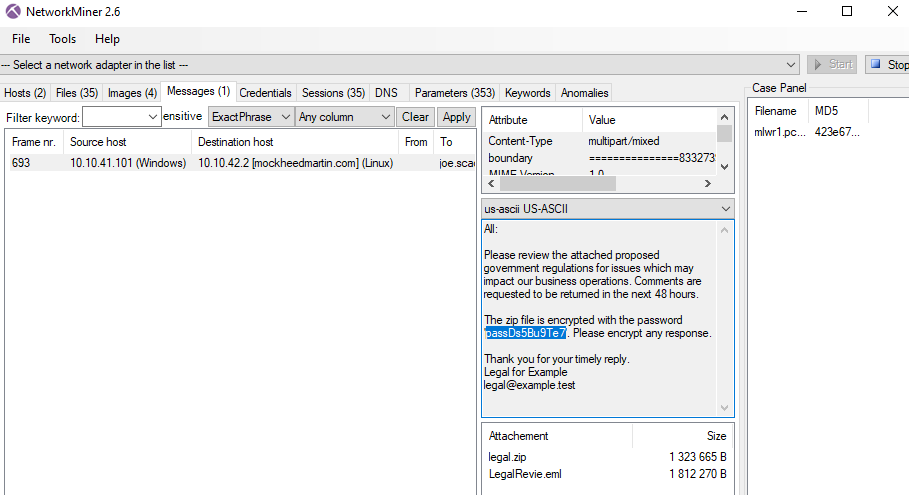 NetworkMiner 2.6
File Tools Help
--- Select a network adapter in the list ---
Start
Stop
Hosts (2) Files (35) Images (4) Messages (1) Credentials Sessions (35) DNS Parameters (353) Keywords Anomalies
Case Panel
Filter keyword: ensitive ExactPhrase Any column Clear Apply
Frame nr. Source host Destination host From To
693 10.10.41.101 (Windows) 10.10.42.2 [mockheedmartin.com] (Linux) joe.scad
Attribute Value
Content-Type multipart/mixed
boundary ===============833273
MIME-Version 1.0
us-ascii US-ASCII
All:
Please review the attached proposed
government regulations for issues which may
impact our business operations. Comments are
requested to be returned in the next 48 hours.
The zip file is encrypted with the password
'passDs5Bu9Te7'. Please encrypt any response.
Thank you for your timely reply.
Legal for Example
legal@example.test
Attachement Size
legal.zip 1 323 665 B
LegalRevie.eml 1 812 270 B
Filename MD5
mlwr1.pc... 423e67...